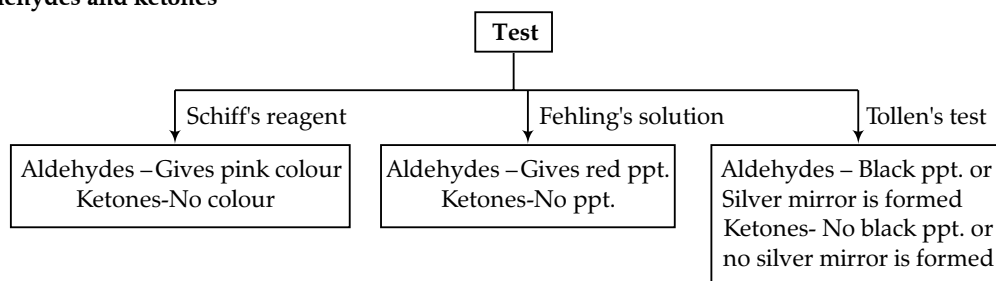 and ketones
Test
Schiff's reagent
Fehling's solution
Tollen's test
Aldehydes –Gives pink colour
Ketones-No colour
Aldehydes –Gives red ppt.
Ketones-No ppt.
Aldehydes – Black ppt. or
Silver mirror is formed
Ketones- No black ppt. or
no silver mirror is formed